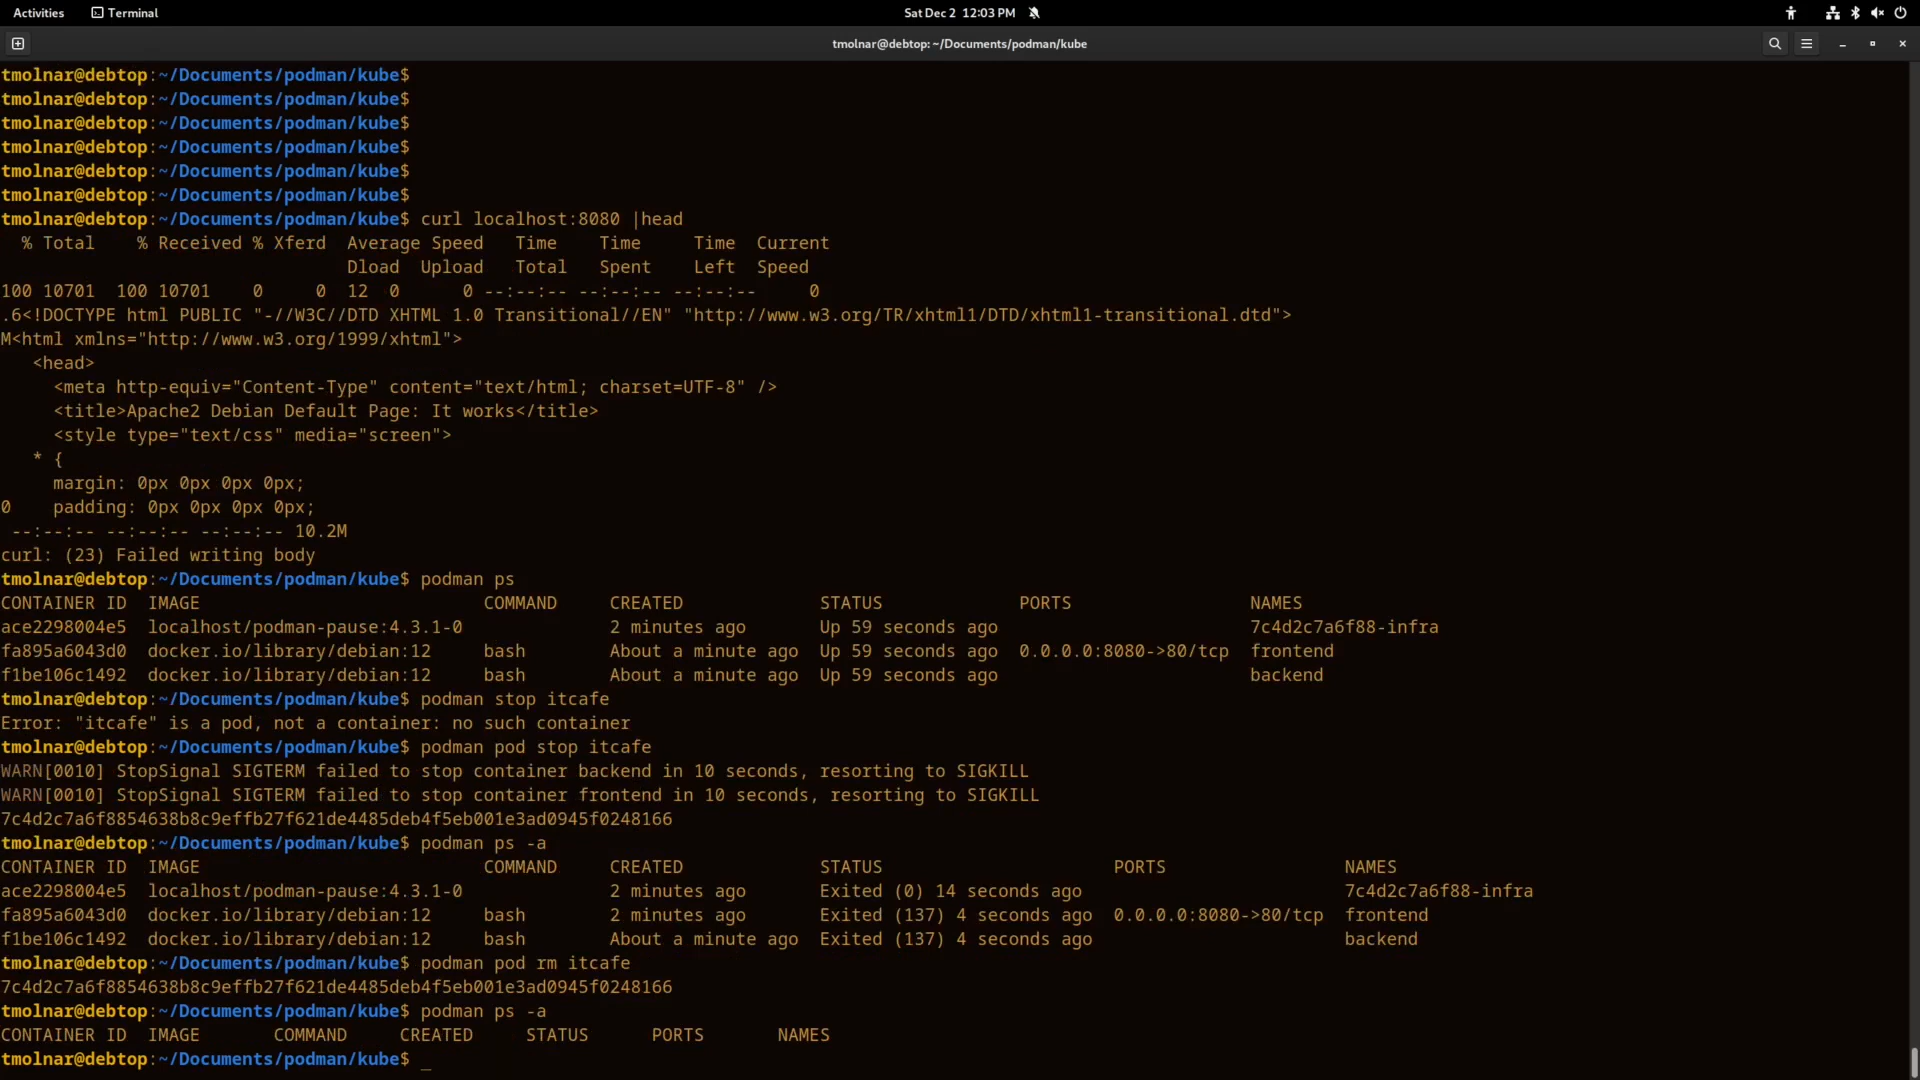 Activities Terminal Sat Dec 2 12:03 PM
tmolnar@debtop: ~/Documents/podman/kube
tmolnar@debtop:~/Documents/podman/kube$
tmolnar@debtop:~/Documents/podman/kube$
tmolnar@debtop:~/Documents/podman/kube$
tmolnar@debtop:~/Documents/podman/kube$
tmolnar@debtop:~/Documents/podman/kube$
tmolnar@debtop:~/Documents/podman/kube$
tmolnar@debtop:~/Documents/podman/kube$ curl localhost:8080 |head
  % Total    % Received % Xferd  Average Speed   Time    Time     Time  Current
                                 Dload  Upload   Total   Spent    Left  Speed
100 10701  100 10701    0     0  12  0      0 --:--:-- --:--:-- --:--:--     0
.6<!DOCTYPE html PUBLIC "-//W3C//DTD XHTML 1.0 Transitional//EN" "http://www.w3.org/TR/xhtml1/DTD/xhtml1-transitional.dtd">
M<html xmlns="http://www.w3.org/1999/xhtml">
   <head>
     <meta http-equiv="Content-Type" content="text/html; charset=UTF-8" />
     <title>Apache2 Debian Default Page: It works</title>
     <style type="text/css" media="screen">
   * {
     margin: 0px 0px 0px 0px;
0    padding: 0px 0px 0px 0px;
 --:--:-- --:--:-- --:--:-- 10.2M
curl: (23) Failed writing body
tmolnar@debtop:~/Documents/podman/kube$ podman ps
CONTAINER ID  IMAGE                           COMMAND     CREATED             STATUS             PORTS                 NAMES
ace2298004e5  localhost/podman-pause:4.3.1-0              2 minutes ago       Up 59 seconds ago                        7c4d2c7a6f88-infra
fa895a6043d0  docker.io/library/debian:12     bash        About a minute ago  Up 59 seconds ago  0.0.0.0:8080->80/tcp  frontend
f1be106c1492  docker.io/library/debian:12     bash        About a minute ago  Up 59 seconds ago                        backend
tmolnar@debtop:~/Documents/podman/kube$ podman stop itcafe
Error: "itcafe" is a pod, not a container: no such container
tmolnar@debtop:~/Documents/podman/kube$ podman pod stop itcafe
WARN[0010] StopSignal SIGTERM failed to stop container backend in 10 seconds, resorting to SIGKILL
WARN[0010] StopSignal SIGTERM failed to stop container frontend in 10 seconds, resorting to SIGKILL
7c4d2c7a6f8854638b8c9effb27f621de4485deb4f5eb001e3ad0945f0248166
tmolnar@debtop:~/Documents/podman/kube$ podman ps -a
CONTAINER ID  IMAGE                           COMMAND     CREATED             STATUS                      PORTS                 NAMES
ace2298004e5  localhost/podman-pause:4.3.1-0              2 minutes ago       Exited (0) 14 seconds ago                         7c4d2c7a6f88-infra
fa895a6043d0  docker.io/library/debian:12     bash        2 minutes ago       Exited (137) 4 seconds ago  0.0.0.0:8080->80/tcp  frontend
f1be106c1492  docker.io/library/debian:12     bash        About a minute ago  Exited (137) 4 seconds ago                        backend
tmolnar@debtop:~/Documents/podman/kube$ podman pod rm itcafe
7c4d2c7a6f8854638b8c9effb27f621de4485deb4f5eb001e3ad0945f0248166
tmolnar@debtop:~/Documents/podman/kube$ podman ps -a
CONTAINER ID  IMAGE       COMMAND     CREATED     STATUS      PORTS       NAMES
tmolnar@debtop:~/Documents/podman/kube$ _